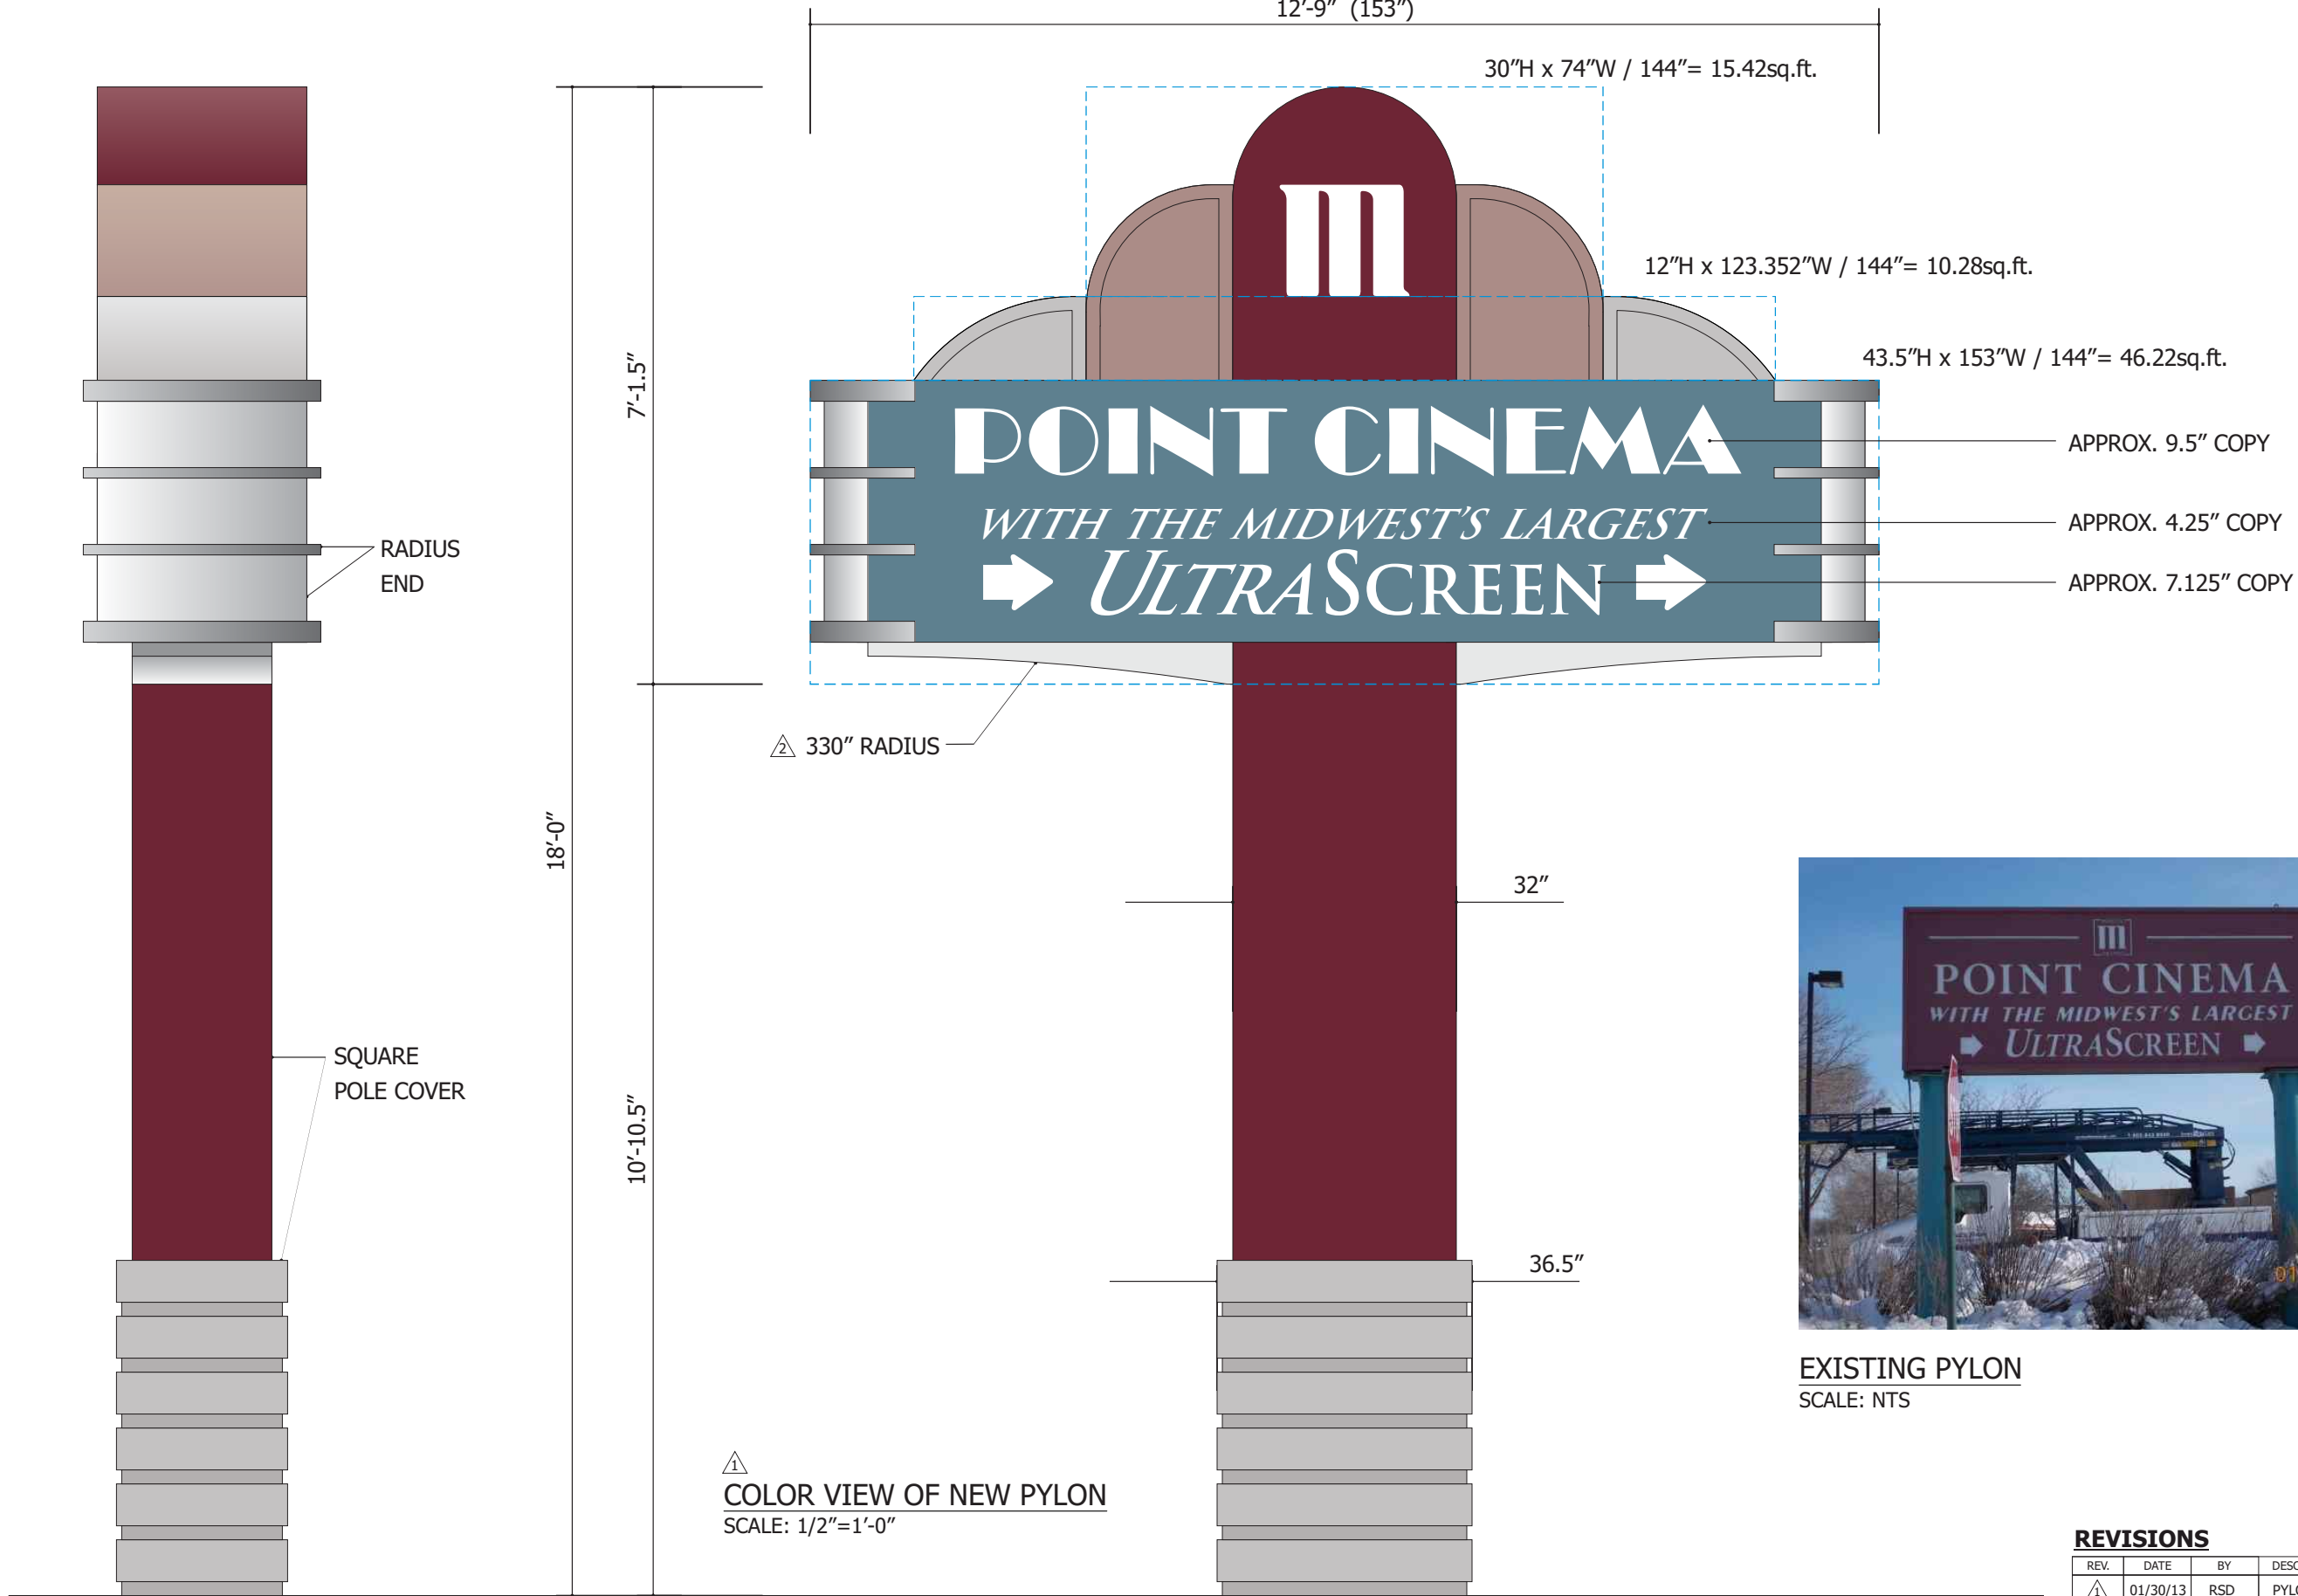 12'-9" (153")
30"H x 74"W / 144"= 15.42sq.ft.
12"H x 123.352"W / 144"= 10.28sq.ft.
43.5"H x 153"W / 144"= 46.22sq.ft.
m
POINT CINEMA
WITH THE MIDWEST'S LARGEST
ULTRASCREEN
APPROX. 9.5" COPY
APPROX. 4.25" COPY
APPROX. 7.125" COPY
7'-1.5"
RADIUS
END
2 330" RADIUS
18'-0"
32"
10'-10.5"
SQUARE
POLE COVER
36.5"
m
POINT CINEMA
WITH THE MIDWEST'S LARGEST
ULTRASCREEN
EXISTING PYLON
SCALE: NTS
1
COLOR VIEW OF NEW PYLON
SCALE: 1/2"=1'-0"
REVISIONS
REV. DATE BY
1 01/30/13 RSD